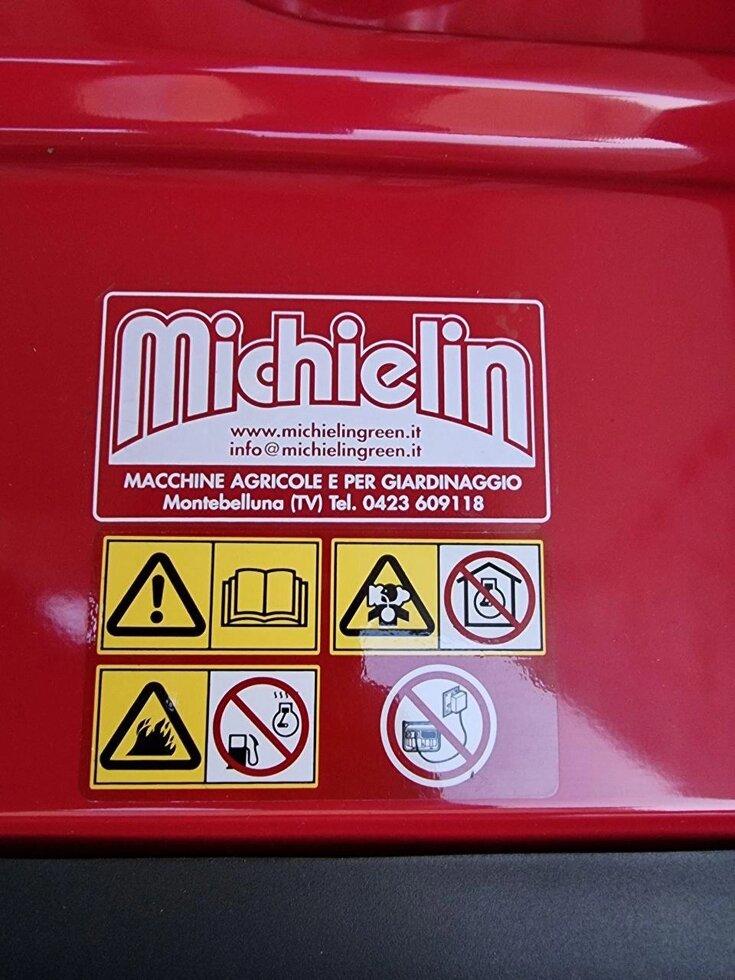 Michielin
www.michielingreen.it
info@michielingreen.it
MACCHINE AGRICOLE E PER GIARDINAGGIO
Montebelluna (TV) Tel. 0423 609118